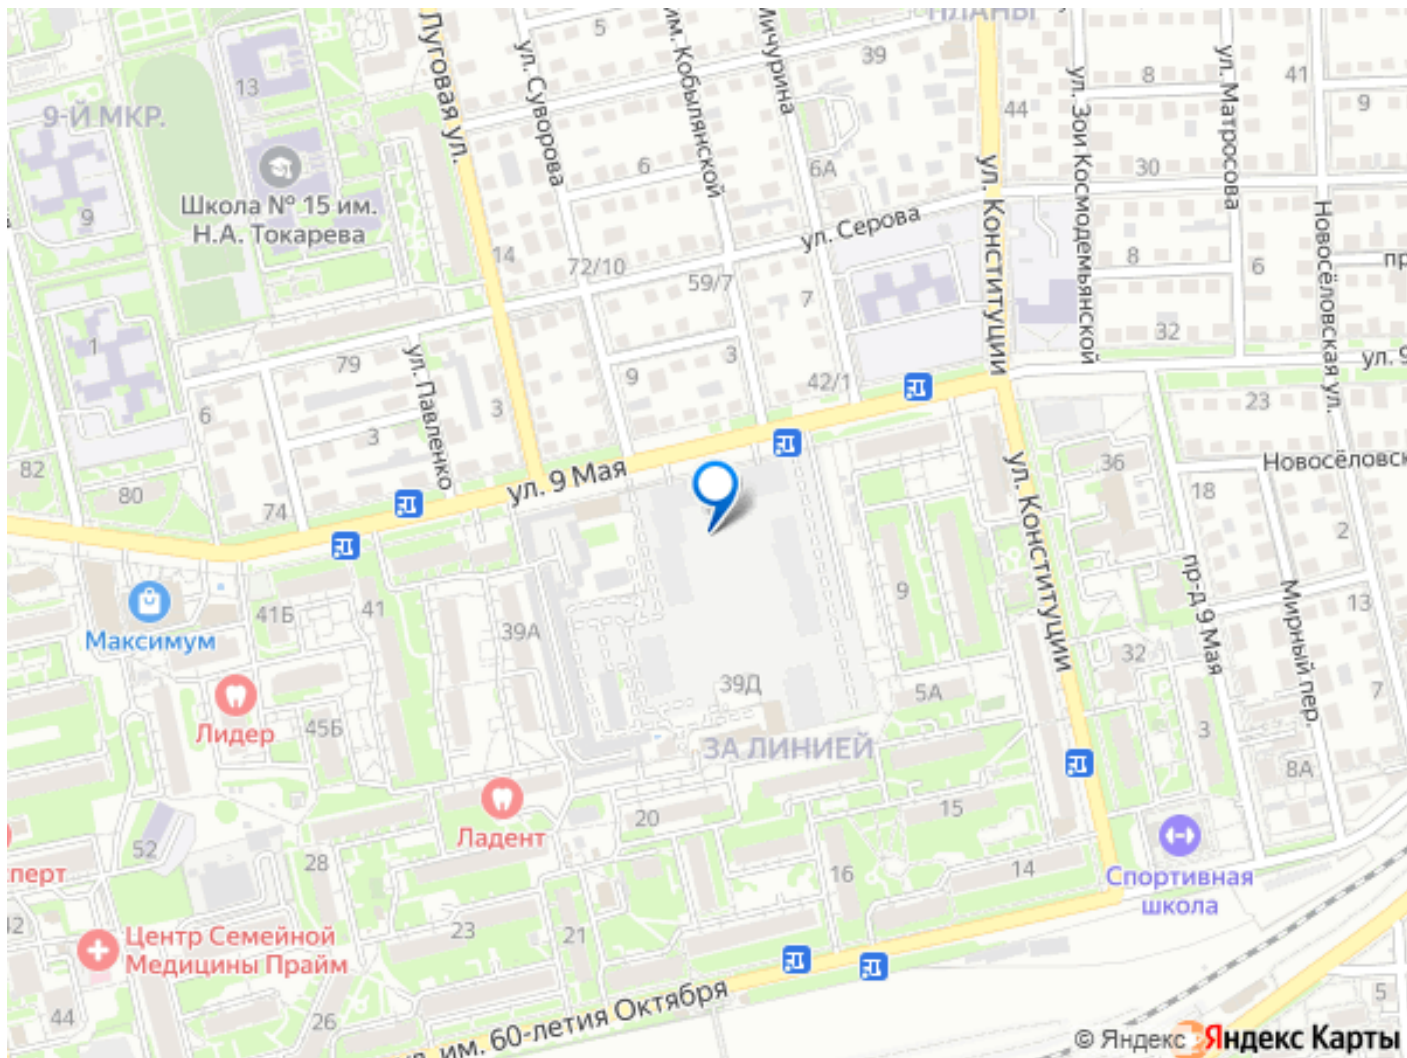 ПЛАНЫ
Луговая ул.
ул. Суворова
5
им. Кобылянской
Мичурина
39
44
ул. Зои Космодемьянской
8
ул. Матросова
41
9
13
9-Й МКР.
6
6А
30
ул. Конституции
Школа № 15 им.
Н.А. Токарева
9
ул. Серова
Новосёловская ул.
14
72/10
59/7
7
8
6
пр
1
79
ул. Павленко
3
9
3
42/1
32
ул. 9
6
3
23
82
80
74
ул. 9 Мая
ул. Конституции
36
18
Новосёловск
2
пр-д 9 Мая
Мирный пер.
13
Максимум
41Б
41
39А
9
32
7
Лидер
45Б
39Д
5А
3
ЗА ЛИНИЕЙ
8А
Ладент
20
15
Спортивная
школа
52
28
16
14
сперт
42
Центр Семейной
Медицины Прайм
23
21
44
26
ул. им. 60-летия Октября
5
© Яндекс Яндекс Карты